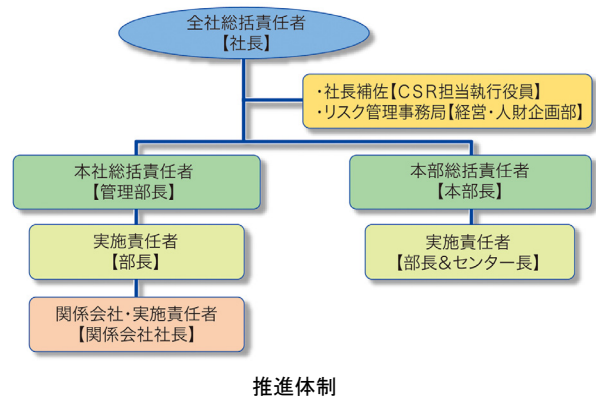 全社総括責任者
【社長】
・社長補佐【CSR担当執行役員】
・リスク管理事務局【経営・人財企画部】
本社総括責任者
【管理部長】
本部総括責任者
【本部長】
実施責任者
【部長】
実施責任者
【部長&センター長】
関係会社・実施責任者
【関係会社社長】
推進体制